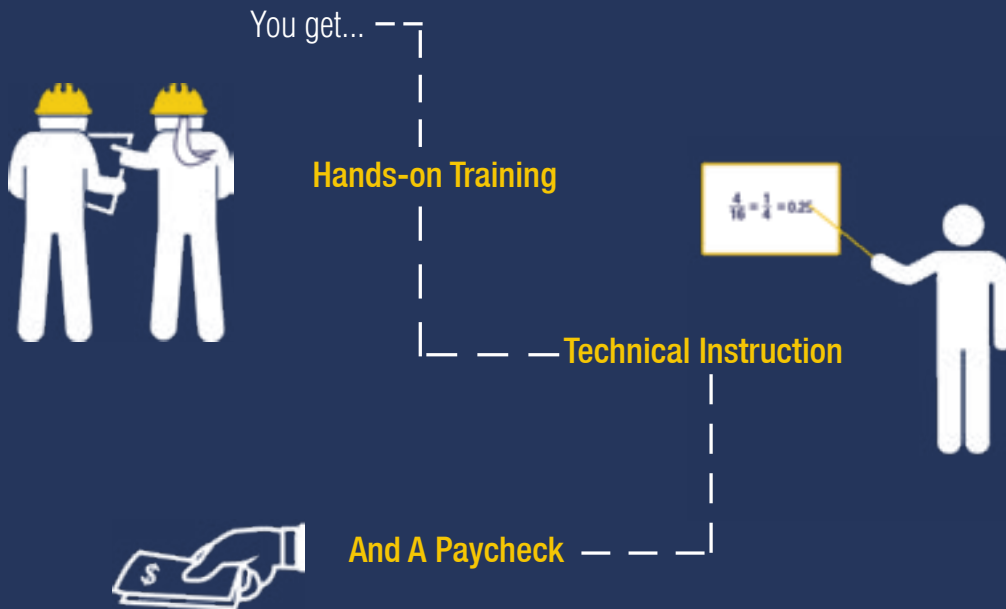 You get...
Hands-on Training
4/16 = 1/4 = 0.25
Technical Instruction
And A Paycheck
$